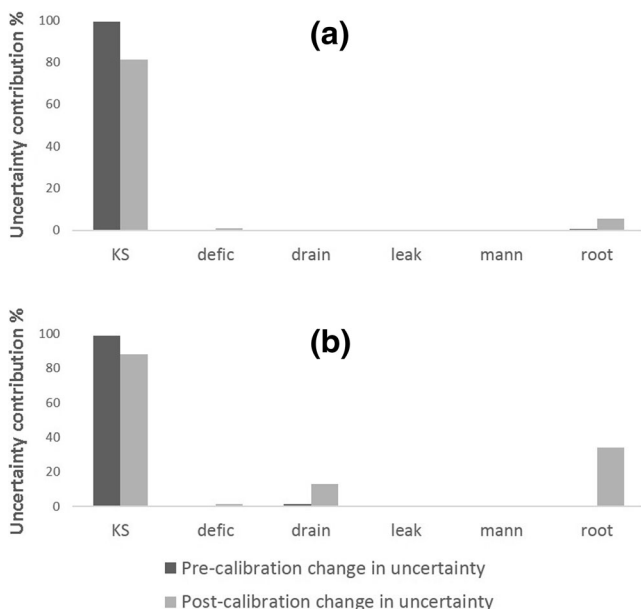 (a)
Uncertainty contribution %
100
80
60
40
20
0
KS defic drain leak mann root
(b)
Uncertainty contribution %
100
80
60
40
20
0
KS defic drain leak mann root
Pre-calibration change in uncertainty
Post-calibration change in uncertainty